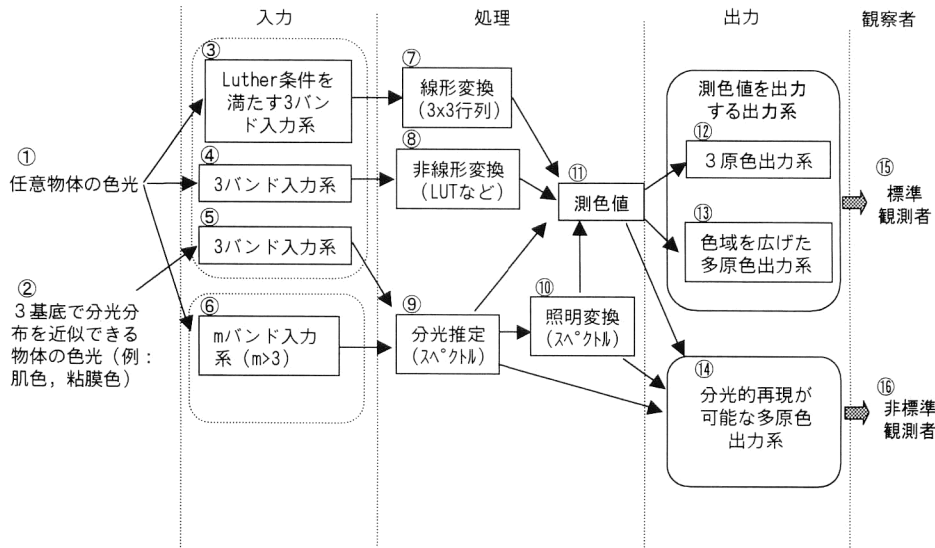 入力
処理
出力
観察者
①
任意物体の色光
②
３基底で分光分
布を近似できる
物体の色光（例：
肌色，粘膜色）
③
Luther条件を
満たす3バン
ド入力系
④
3バンド入力系
⑤
3バンド入力系
⑥
mバンド入力
系（m>3）
⑦
線形変換
（3x3行列）
⑧
非線形変換
（LUTなど）
⑨
分光推定
（ｽﾍﾟｸﾄﾙ）
⑩
照明変換
（ｽﾍﾟｸﾄﾙ）
⑪
測色値
測色値を出力
する出力系
⑫
３原色出力系
⑬
色域を広げた
多原色出力系
⑭
分光的再現が
可能な多原色
出力系
⑮
標準
観測者
⑯
非標準
観測者